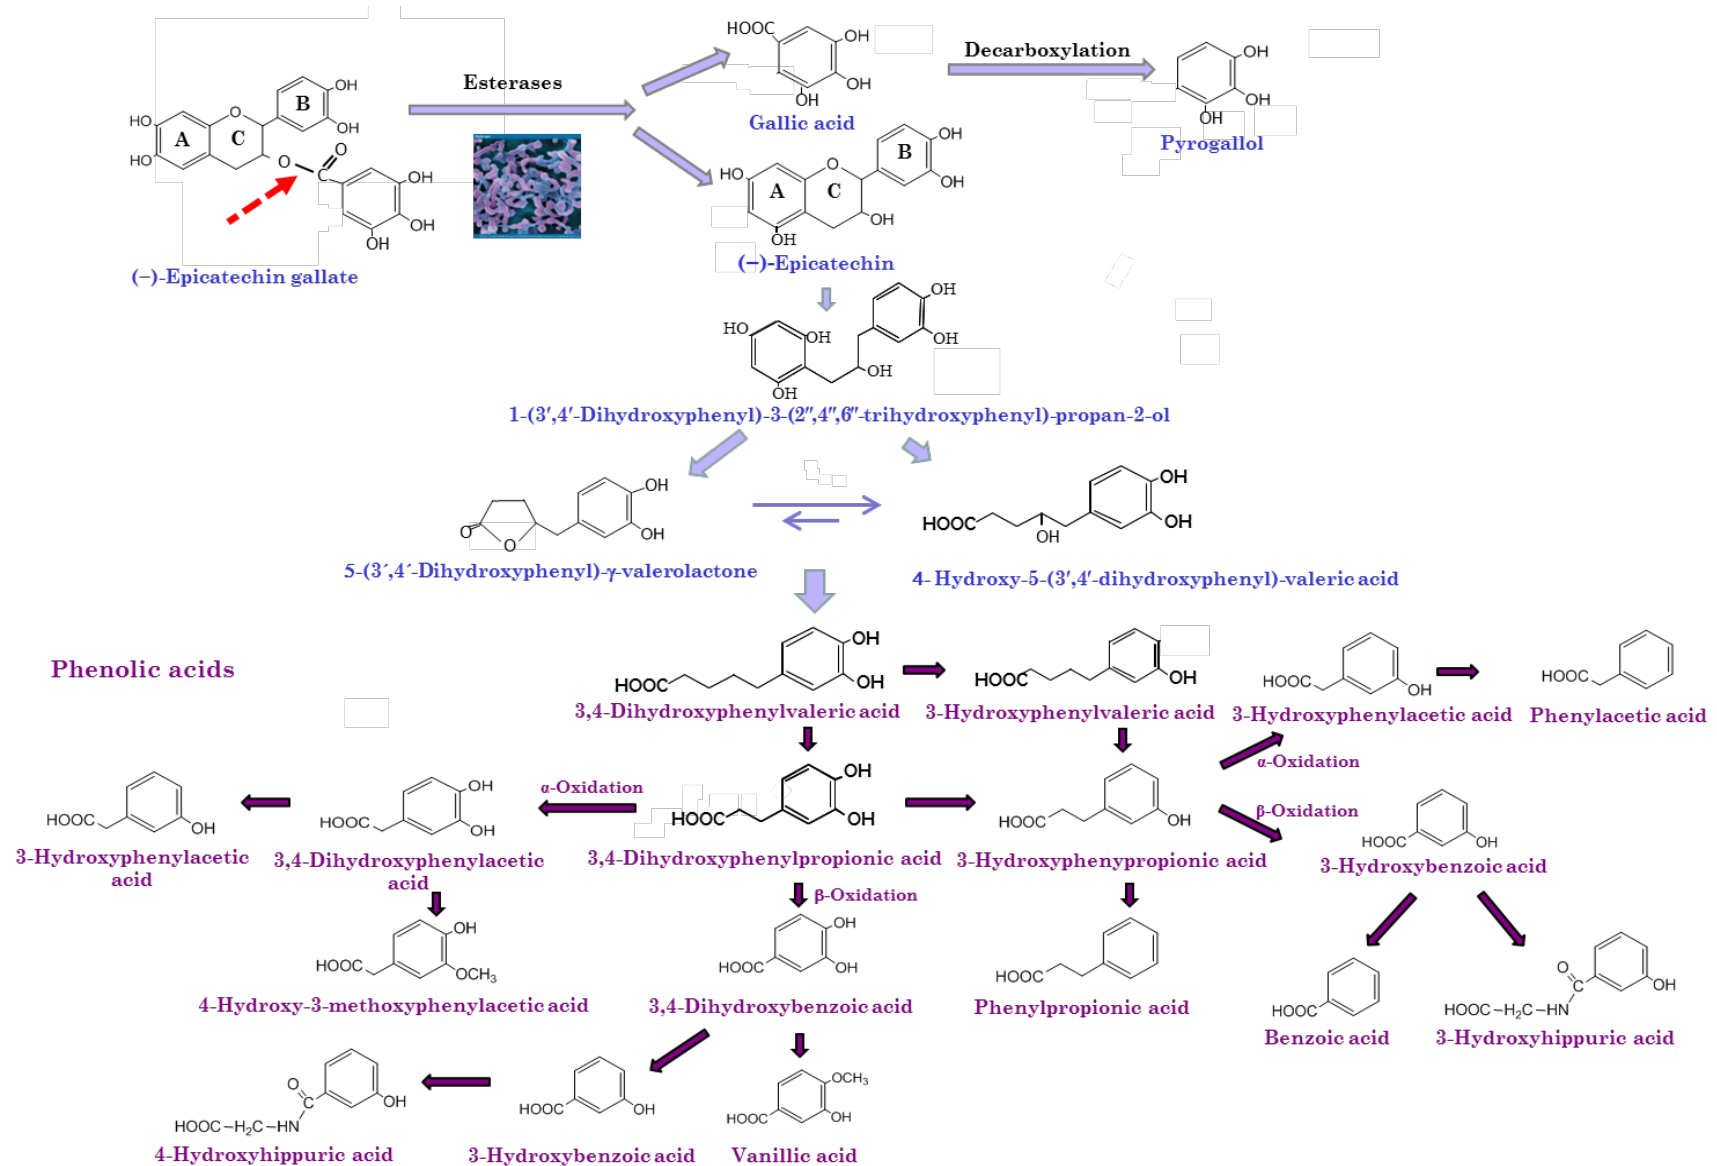 HOOC
OH
OH
OH
Gallic acid
Decarboxylation
OH
OH
OH
Pyrogallol
Esterases
HO
HO
A
C
B
O
OH
OH
O
O
C
OH
OH
OH
(−)-Epicatechin gallate
HO
A
C
B
O
OH
OH
OH
OH
(−)-Epicatechin
HO
OH
OH
OH
OH
OH
1-(3′,4′-Dihydroxyphenyl)-3-(2″,4″,6″-trihydroxyphenyl)-propan-2-ol
O
O
OH
OH
5-(3´,4´-Dihydroxyphenyl)-γ-valerolactone
HOOC
OH
OH
OH
4- Hydroxy-5-(3′,4′-dihydroxyphenyl)-valeric acid
Phenolic acids
HOOC
OH
OH
3,4-Dihydroxyphenylvaleric acid
HOOC
OH
3-Hydroxyphenylvaleric acid
HOOC
OH
3-Hydroxyphenylacetic acid
HOOC
Phenylacetic acid
HOOC
OH
3-Hydroxyphenylacetic
acid
HOOC
OH
OH
3,4-Dihydroxyphenylacetic
acid
α-Oxidation
HOOC
OH
OH
3,4-Dihydroxyphenylpropionic acid
HOOC
OH
3-Hydroxyphenypropionic acid
α-Oxidation
β-Oxidation
HOOC
OH
3-Hydroxybenzoic acid
β-Oxidation
HOOC
OH
OCH3
4-Hydroxy-3-methoxyphenylacetic acid
HOOC
OH
OH
3,4-Dihydroxybenzoic acid
HOOC
Phenylpropionic acid
HOOC
Benzoic acid
HOOC–H2C–HN
C
O
OH
3-Hydroxyhippuric acid
HOOC–H2C–HN
C
O
OH
4-Hydroxyhippuric acid
HOOC
OH
3-Hydroxybenzoic acid
HOOC
OCH3
OH
Vanillic acid